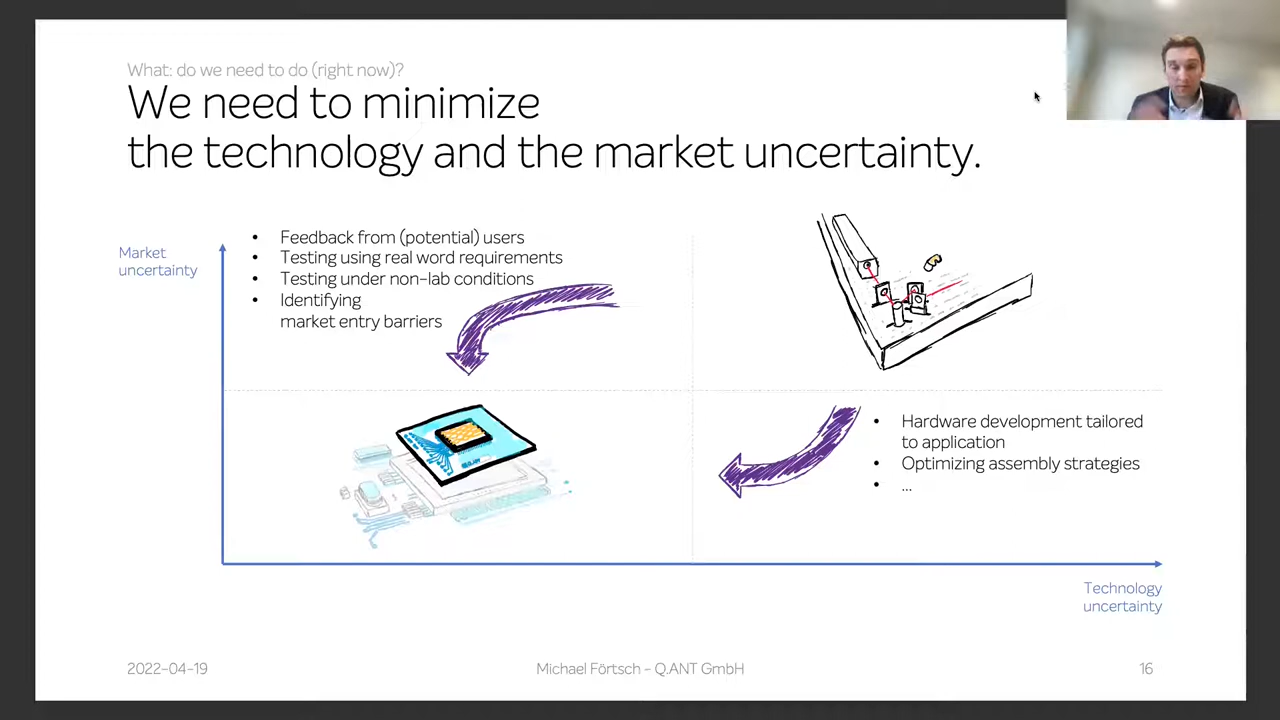 What: do we need to do (right now)?
We need to minimize
the technology and the market uncertainty.
Market
uncertainty
• Feedback from (potential) users
• Testing using real word requirements
• Testing under non-lab conditions
• Identifying
market entry barriers
• Hardware development tailored
to application
• Optimizing assembly strategies
• ...
Technology
uncertainty
2022-04-19
Michael Förtsch - Q.ANT GmbH
16